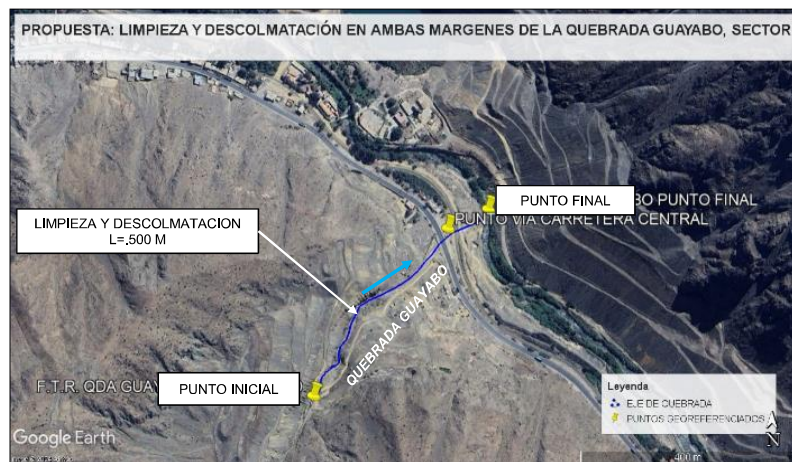 PROPUESTA: LIMPIEZA Y DESCOLMATACIÓN EN AMBAS MARGENES DE LA QUEBRADA GUAYABO, SECTOR
PUNTO FINAL
BO PUNTO FINAL
PUNTO VIA CARRETERA CENTRAL
LIMPIEZA Y DESCOLMATACION
L=.500 M
QUEBRADA GUAYABO
F.T.R. QDA GUAY
PUNTO INICIAL
Leyenda
EJE DE QUEBRADA
PUNTOS GEOREFERENCIADOS
Google Earth
N
400 m